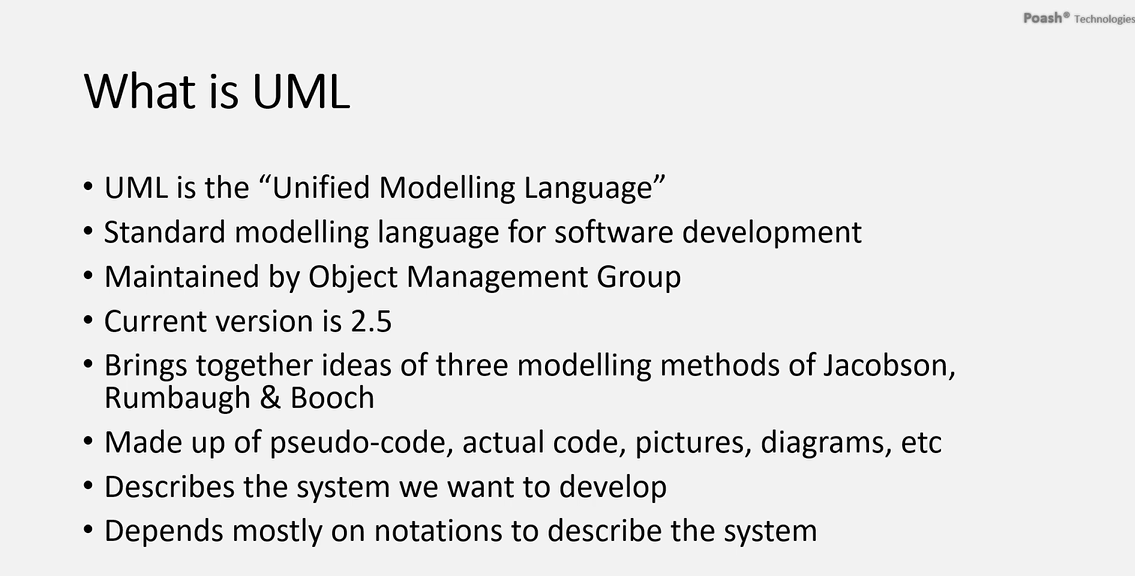 Poash® Technologies
What is UML
• UML is the “Unified Modelling Language”
• Standard modelling language for software development
• Maintained by Object Management Group
• Current version is 2.5
• Brings together ideas of three modelling methods of Jacobson,
Rumbaugh & Booch
• Made up of pseudo-code, actual code, pictures, diagrams, etc
• Describes the system we want to develop
• Depends mostly on notations to describe the system